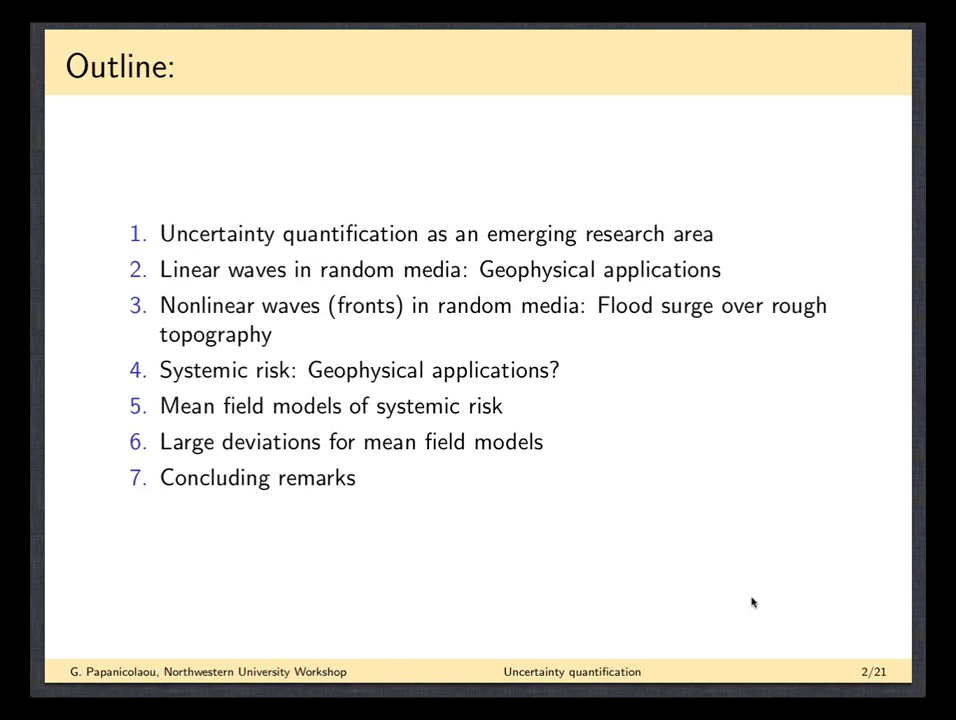 Outline:
1. Uncertainty quantification as an emerging research area
2. Linear waves in random media: Geophysical applications
3. Nonlinear waves (fronts) in random media: Flood surge over rough
topography
4. Systemic risk: Geophysical applications?
5. Mean field models of systemic risk
6. Large deviations for mean field models
7. Concluding remarks
G. Papanicolaou, Northwestern University Workshop Uncertainty quantification 2/21